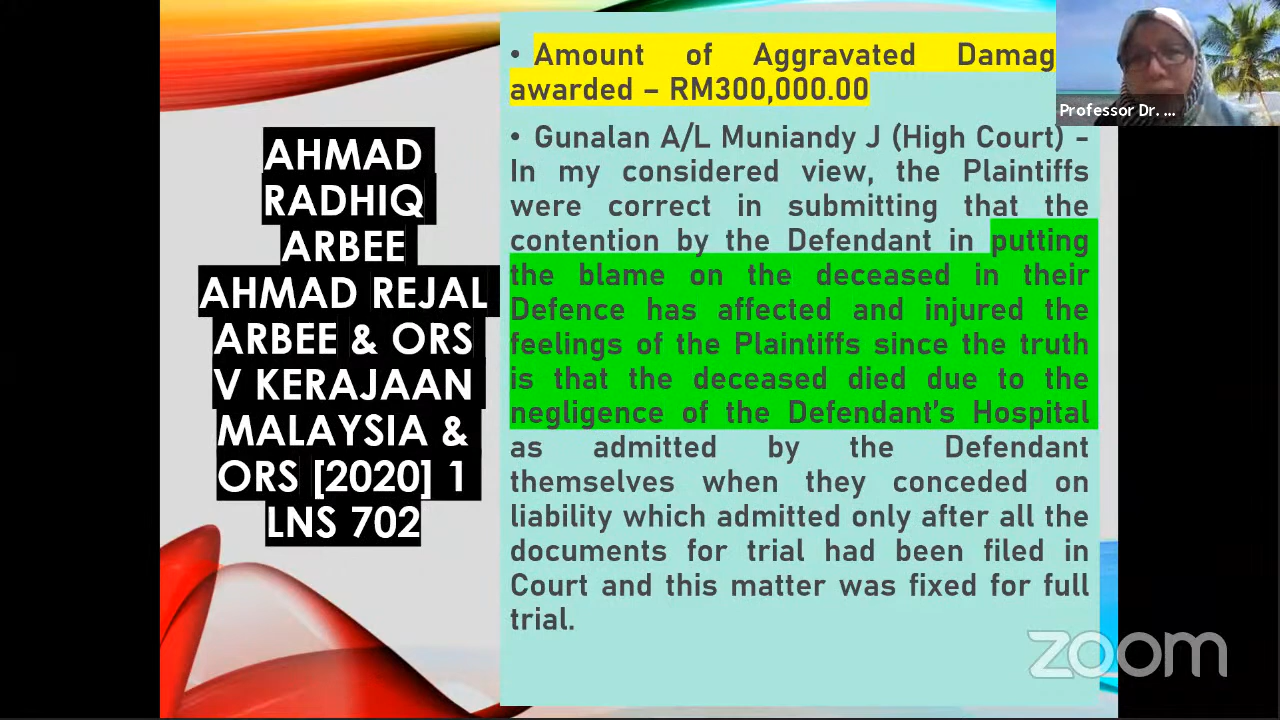 AHMAD
RADHIQ
ARBEE
AHMAD REJAL
ARBEE & ORS
V KERAJAAN
MALAYSIA &
ORS [2020] 1
LNS 702
• Amount of Aggravated Damag
awarded – RM300,000.00
• Gunalan A/L Muniandy J (High Court) –
In my considered view, the Plaintiffs
were correct in submitting that the
contention by the Defendant in putting
the blame on the deceased in their
Defence has affected and injured the
feelings of the Plaintiffs since the truth
is that the deceased died due to the
negligence of the Defendant's Hospital
as admitted by the Defendant
themselves when they conceded on
liability which admitted only after all the
documents for trial had been filed in
Court and this matter was fixed for full
trial.
Professor Dr. ...
zoom